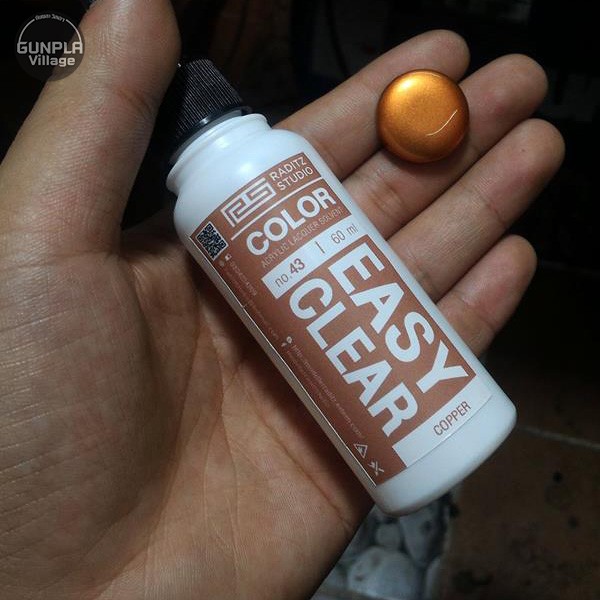 GUNPLA
Village
RADITZ
STUDIO
COLOR
ACRYLIC LACQUER SOLVENT
no.43 | 60 ml
EASY
CLEAR
COPPER